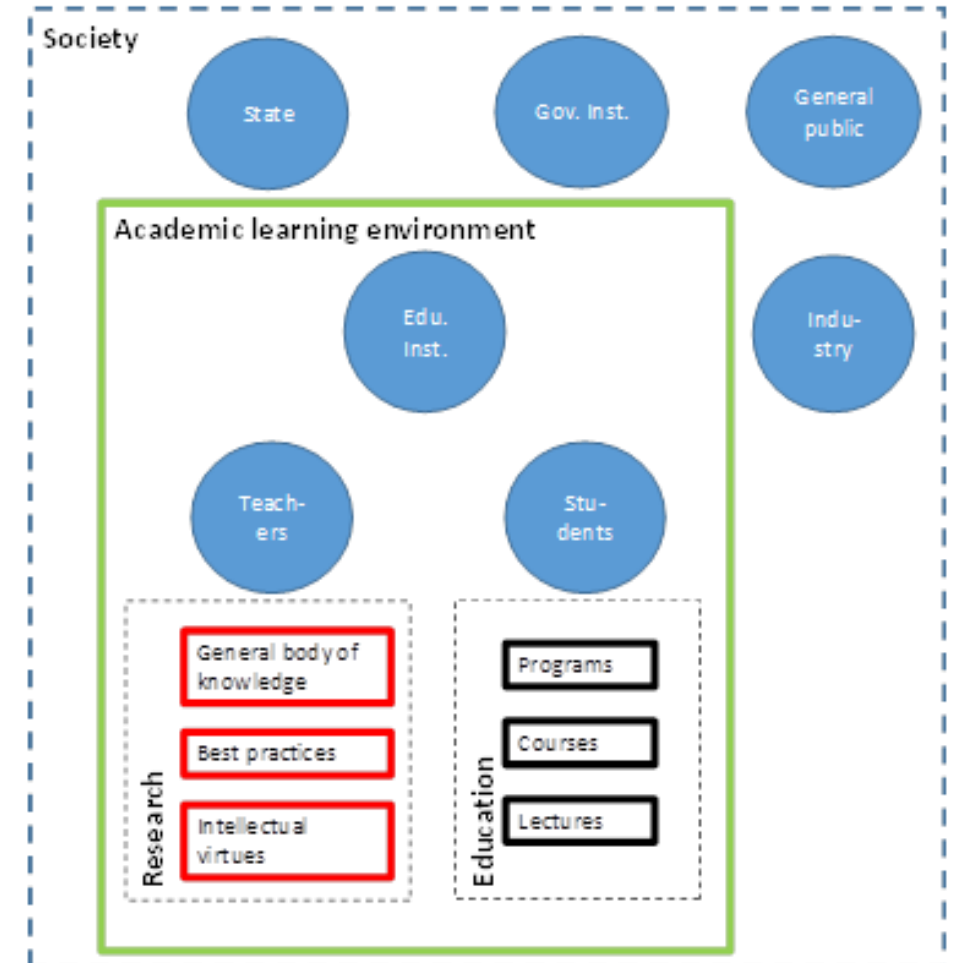 Society
State
Gov. Inst.
General
public
Academic learning environment
Edu.
Inst.
Indu-
stry
Teach-
ers
Stu-
dents
Research
General body of
knowledge
Best practices
Intellectual
virtues
Education
Programs
Courses
Lectures